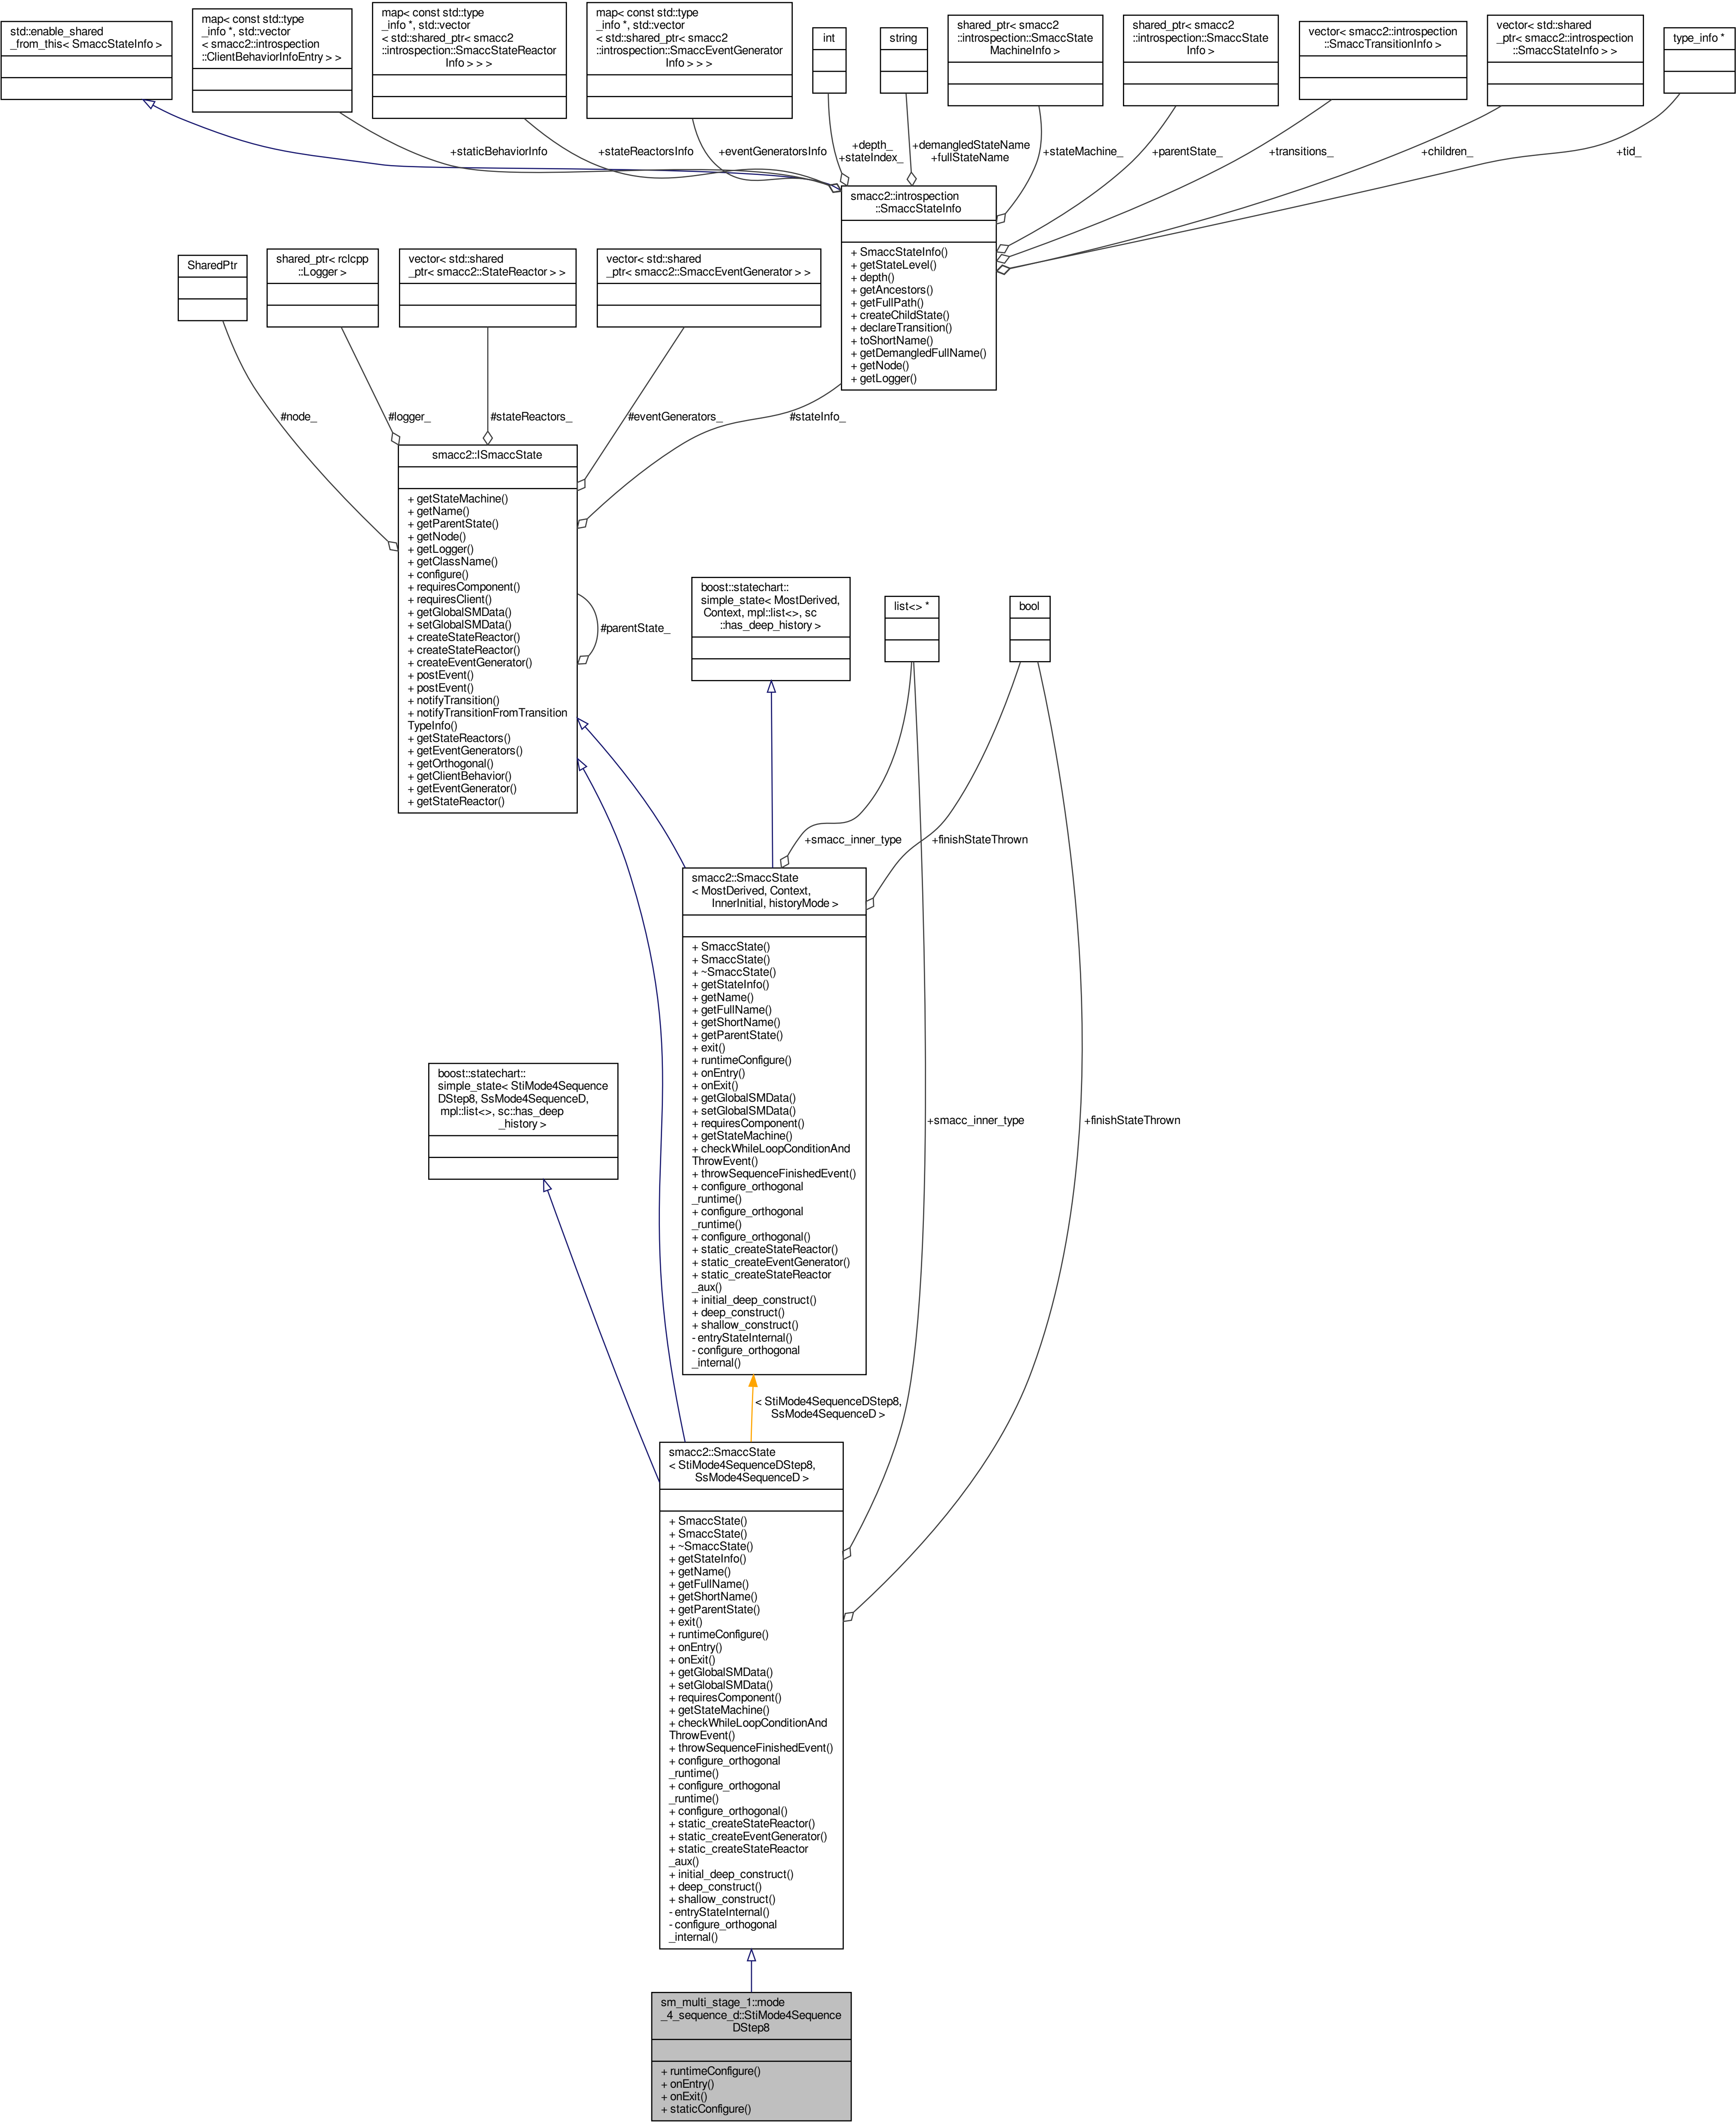 std::enable_shared
_from_this< SmaccStateInfo >
map< const std::type
_info *, std::vector
< smacc2::introspection
::ClientBehaviorInfoEntry > >
map< const std::type
_info *, std::vector
< std::shared_ptr< smacc2
::introspection::SmaccStateReactor
Info > > >
map< const std::type
_info *, std::vector
< std::shared_ptr< smacc2
::introspection::SmaccEventGenerator
Info > > >
int
string
shared_ptr< smacc2
::introspection::SmaccState
MachineInfo >
shared_ptr< smacc2
::introspection::SmaccState
Info >
vector< smacc2::introspection
::SmaccTransitionInfo >
vector< std::shared
_ptr< smacc2::introspection
::SmaccStateInfo > >
type_info *
+staticBehaviorInfo
+stateReactorsInfo
+eventGeneratorsInfo
+depth_
+stateIndex_
+demangledStateName
+fullStateName
+stateMachine_
+parentState_
+transitions_
+children_
+tid_
smacc2::introspection
::SmaccStateInfo
+ SmaccStateInfo()
+ getStateLevel()
+ depth()
+ getAncestors()
+ getFullPath()
+ createChildState()
+ declareTransition()
+ toShortName()
+ getDemangledFullName()
+ getNode()
+ getLogger()
SharedPtr
shared_ptr< rclcpp
::Logger >
vector< std::shared
_ptr< smacc2::StateReactor > >
vector< std::shared
_ptr< smacc2::SmaccEventGenerator > >
#node_
#logger_
#stateReactors_
#eventGenerators_
#stateInfo_
smacc2::ISmaccState
+ getStateMachine()
+ getName()
+ getParentState()
+ getNode()
+ getLogger()
+ getClassName()
+ configure()
+ requiresComponent()
+ requiresClient()
+ getGlobalSMData()
+ setGlobalSMData()
+ createStateReactor()
+ createStateReactor()
+ createEventGenerator()
+ postEvent()
+ postEvent()
+ notifyTransition()
+ notifyTransitionFromTransition
TypeInfo()
+ getStateReactors()
+ getEventGenerators()
+ getOrthogonal()
+ getClientBehavior()
+ getEventGenerator()
+ getStateReactor()
#parentState_
boost::statechart::
simple_state< MostDerived,
Context, mpl::list<>, sc
::has_deep_history >
list<> *
bool
+smacc_inner_type
+finishStateThrown
smacc2::SmaccState
< MostDerived, Context,
InnerInitial, historyMode >
+ SmaccState()
+ SmaccState()
+ ~SmaccState()
+ getStateInfo()
+ getName()
+ getFullName()
+ getShortName()
+ getParentState()
+ exit()
+ runtimeConfigure()
+ onEntry()
+ onExit()
+ getGlobalSMData()
+ setGlobalSMData()
+ requiresComponent()
+ getStateMachine()
+ checkWhileLoopConditionAnd
ThrowEvent()
+ throwSequenceFinishedEvent()
+ configure_orthogonal
_runtime()
+ configure_orthogonal
_runtime()
+ configure_orthogonal()
+ static_createStateReactor()
+ static_createEventGenerator()
+ static_createStateReactor
_aux()
+ initial_deep_construct()
+ deep_construct()
+ shallow_construct()
- entryStateInternal()
- configure_orthogonal
_internal()
boost::statechart::
simple_state< StiMode4Sequence
DStep8, SsMode4SequenceD,
mpl::list<>, sc::has_deep
_history >
+smacc_inner_type
+finishStateThrown
< StiMode4SequenceDStep8,
SsMode4SequenceD >
smacc2::SmaccState
< StiMode4SequenceDStep8,
SsMode4SequenceD >
+ SmaccState()
+ SmaccState()
+ ~SmaccState()
+ getStateInfo()
+ getName()
+ getFullName()
+ getShortName()
+ getParentState()
+ exit()
+ runtimeConfigure()
+ onEntry()
+ onExit()
+ getGlobalSMData()
+ setGlobalSMData()
+ requiresComponent()
+ getStateMachine()
+ checkWhileLoopConditionAnd
ThrowEvent()
+ throwSequenceFinishedEvent()
+ configure_orthogonal
_runtime()
+ configure_orthogonal
_runtime()
+ configure_orthogonal()
+ static_createStateReactor()
+ static_createEventGenerator()
+ static_createStateReactor
_aux()
+ initial_deep_construct()
+ deep_construct()
+ shallow_construct()
- entryStateInternal()
- configure_orthogonal
_internal()
sm_multi_stage_1::mode
_4_sequence_d::StiMode4Sequence
DStep8
+ runtimeConfigure()
+ onEntry()
+ onExit()
+ staticConfigure()